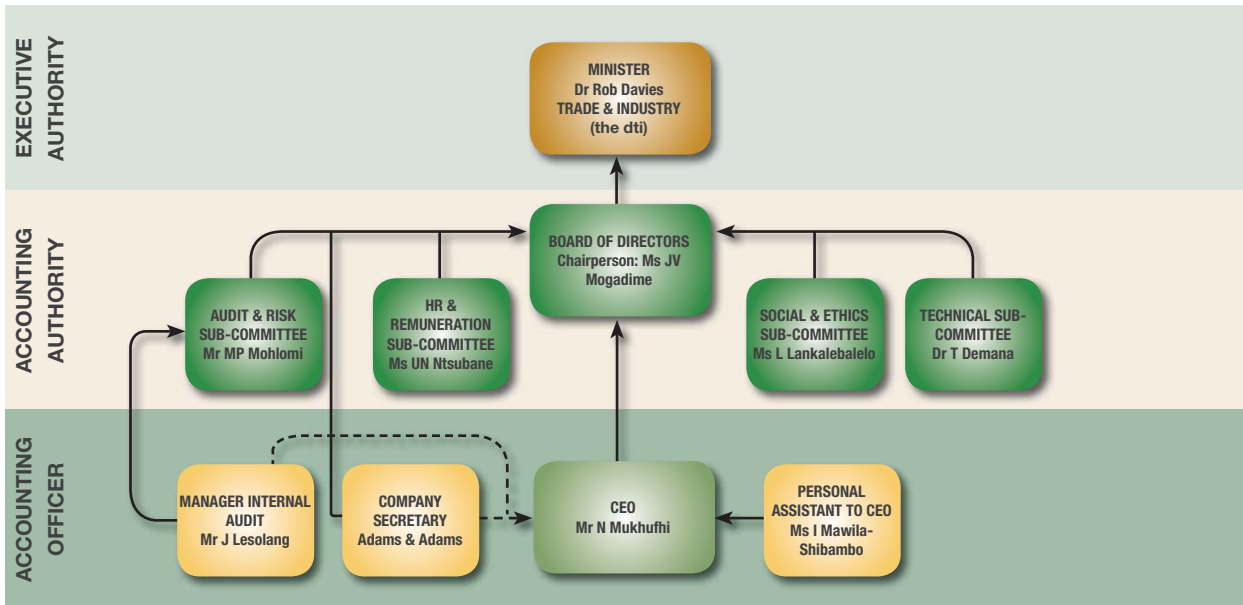 EXECUTIVE
AUTHORITY
MINISTER
Dr Rob Davies
TRADE & INDUSTRY
(the dti)
ACCOUNTING
AUTHORITY
BOARD OF DIRECTORS
Chairperson: Ms JV
Mogadime
AUDIT & RISK
SUB-COMMITTEE
Mr MP Mohlomi
HR &
REMUNERATION
SUB-COMMITTEE
Ms UN Ntsubane
SOCIAL & ETHICS
SUB-COMMITTEE
Ms L Lankalebalelo
TECHNICAL SUB-
COMMITTEE
Dr T Demana
ACCOUNTING
OFFICER
MANAGER INTERNAL
AUDIT
Mr J Lesolang
COMPANY
SECRETARY
Adams & Adams
CEO
Mr N Mukhufhi
PERSONAL
ASSISTANT TO CEO
Ms I Mawila-
Shibambo